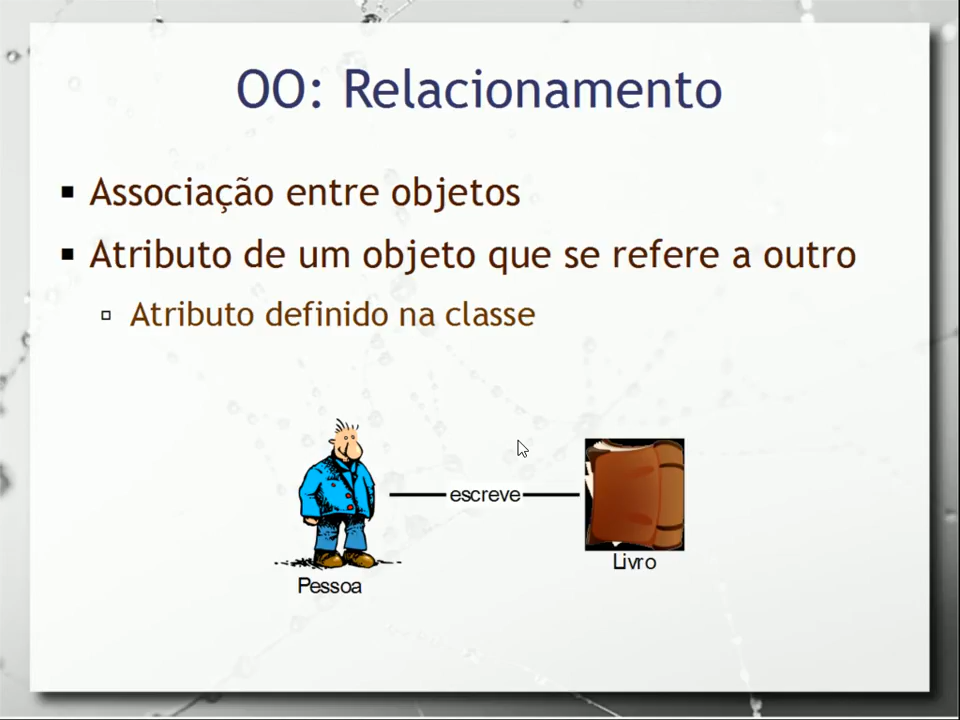 OO: Relacionamento
Associação entre objetos
Atributo de um objeto que se refere a outro
Atributo definido na classe
escreve
Livro
Pessoa